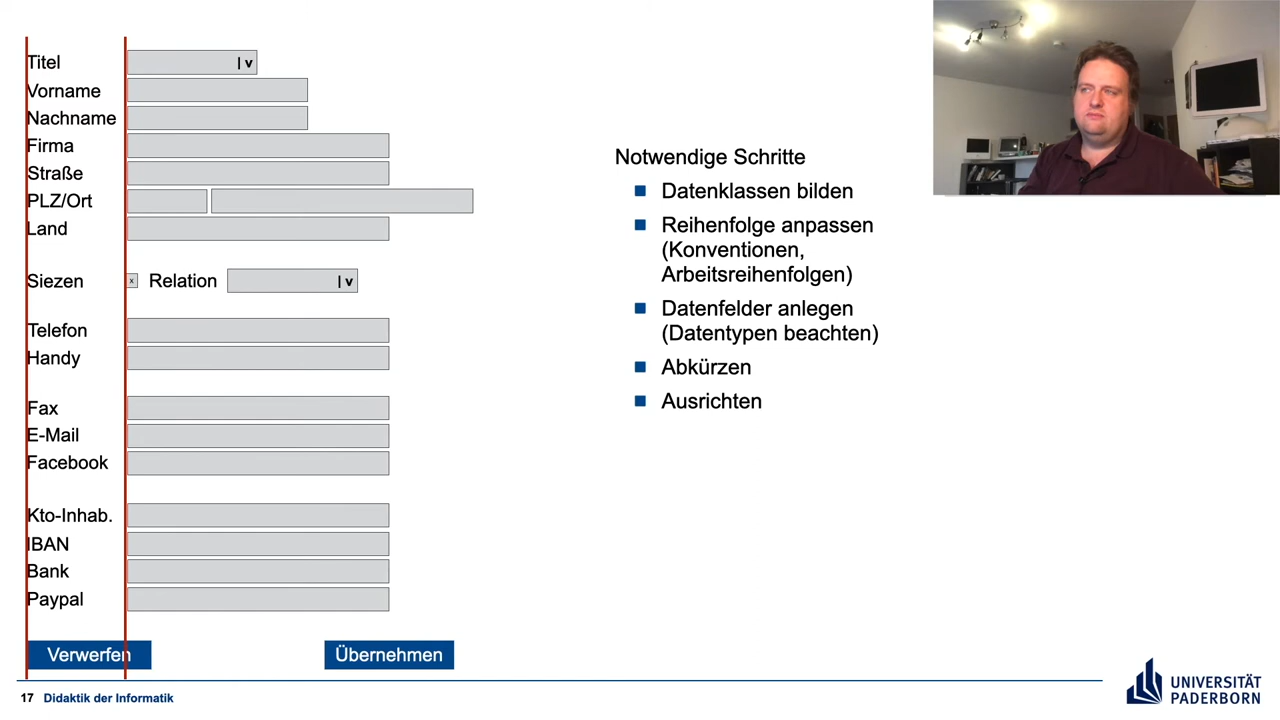 Titel
| v
Vorname
Nachname
Firma
Straße
PLZ/Ort
Land
Siezen x Relation | v
Telefon
Handy
Fax
E-Mail
Facebook
Kto-Inhab.
IBAN
Bank
Paypal
Verwerfen
Übernehmen
Notwendige Schritte
Datenklassen bilden
Reihenfolge anpassen
(Konventionen,
Arbeitsreihenfolgen)
Datenfelder anlegen
(Datentypen beachten)
Abkürzen
Ausrichten
17 Didaktik der Informatik
UNIVERSITÄT
PADERBORN